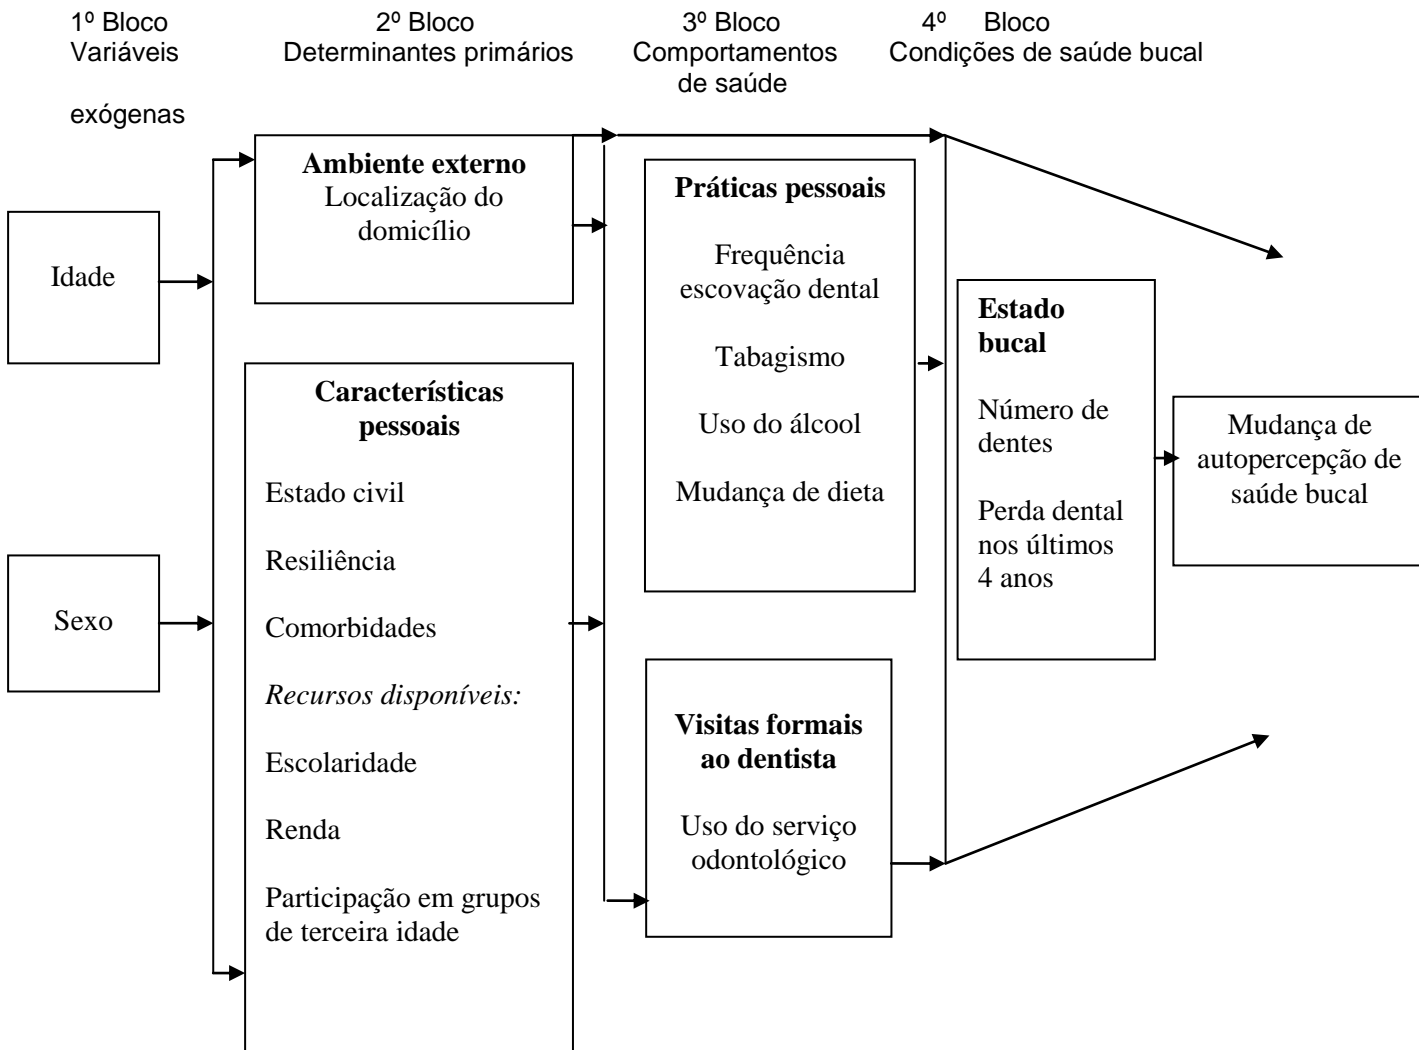 1º Bloco
Variáveis
exógenas
2º Bloco
Determinantes primários
3º Bloco
Comportamentos
de saúde
4º Bloco
Condições de saúde bucal
Idade
Sexo
Ambiente externo
Localização do
domicílio
Características
pessoais
Estado civil
Resiliência
Comorbidades
Recursos disponíveis:
Escolaridade
Renda
Participação em grupos
de terceira idade
Práticas pessoais
Frequência
escovação dental
Tabagismo
Uso do álcool
Mudança de dieta
Visitas formais
ao dentista
Uso do serviço
odontológico
Estado
bucal
Número de
dentes
Perda dental
nos últimos
4 anos
Mudança de
autopercepção de
saúde bucal